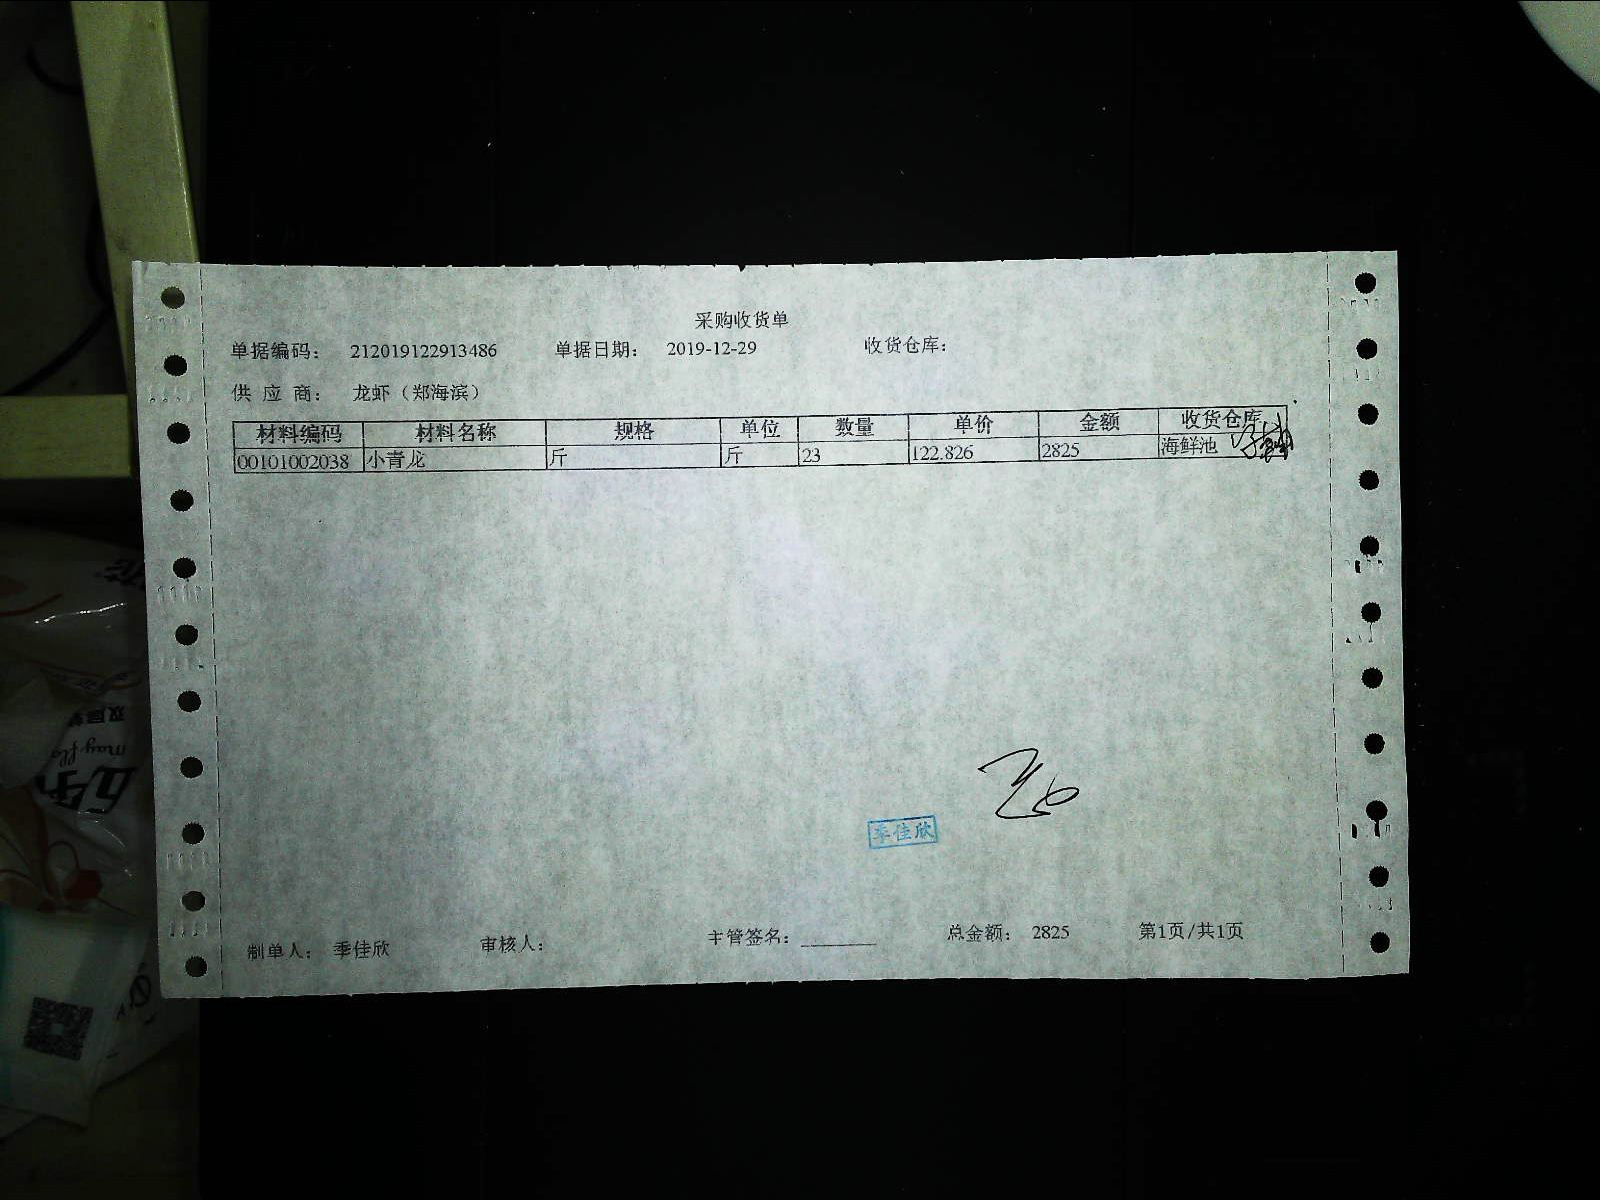 采购收货单
单据编码： 212019122913486 单据日期： 2019-12-29 收货仓库：
供 应 商： 龙虾（郑海滨）
材料编码 材料名称 规格 单位 数量 单价 金额 收货仓库
00101002038 小青龙 斤 斤 23 122.826 2825 海鲜池
季佳欣
制单人： 季佳欣 审核人： 主管签名： 总金额： 2825 第1页/共1页
may flo